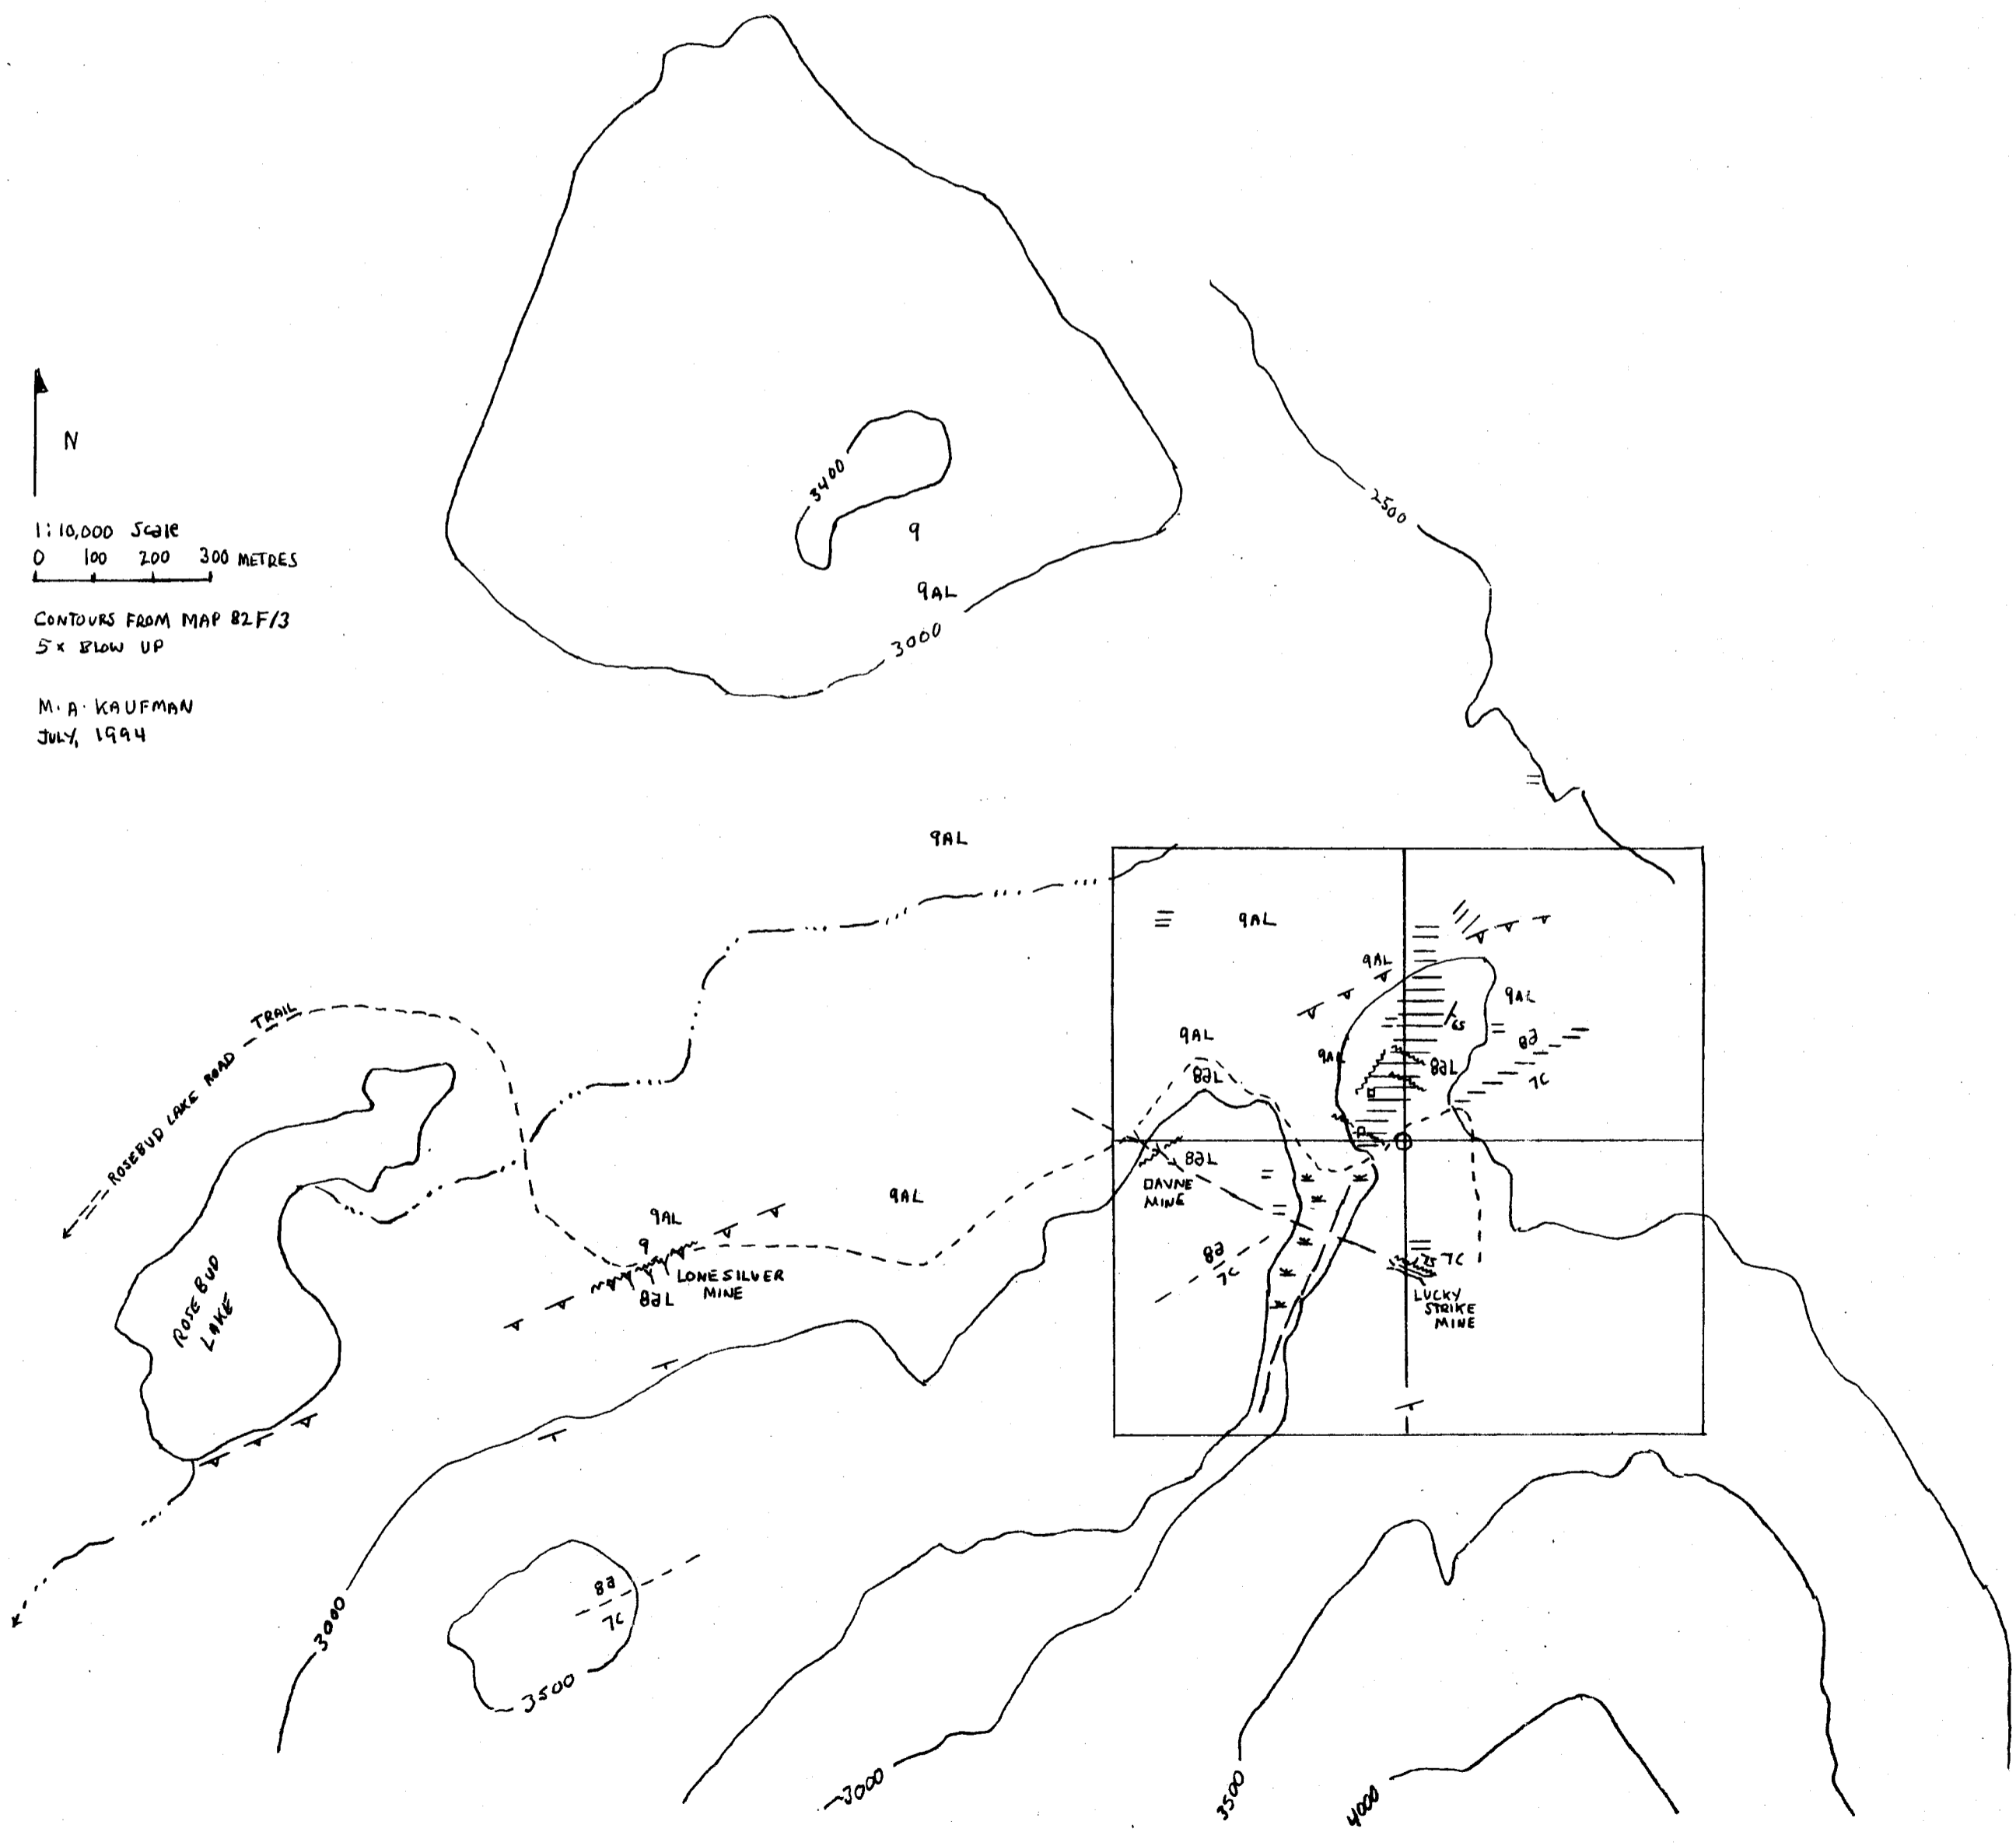 3400
9
9AL
3000
2500
N
1:10,000 Scale
0 100 200 300 METRES
CONTOURS FROM MAP 82F/3
5x BLOW UP
M.A. KAUFMAN
JULY, 1994
9AL
9AL
9AL
9AL
65
8a
7C
9AL
8aL
9AL
8aL
TRAIL
ROSEBUD LAKE ROAD
8aL
DAVNE
MINE
9AL
9AL
9
LONE SILVER
MINE
8aL
8a
7C
75 7C
LUCKY
STRIKE
MINE
ROSEBUD
LAKE
8a
7C
3000
3500
3000
3500
4000